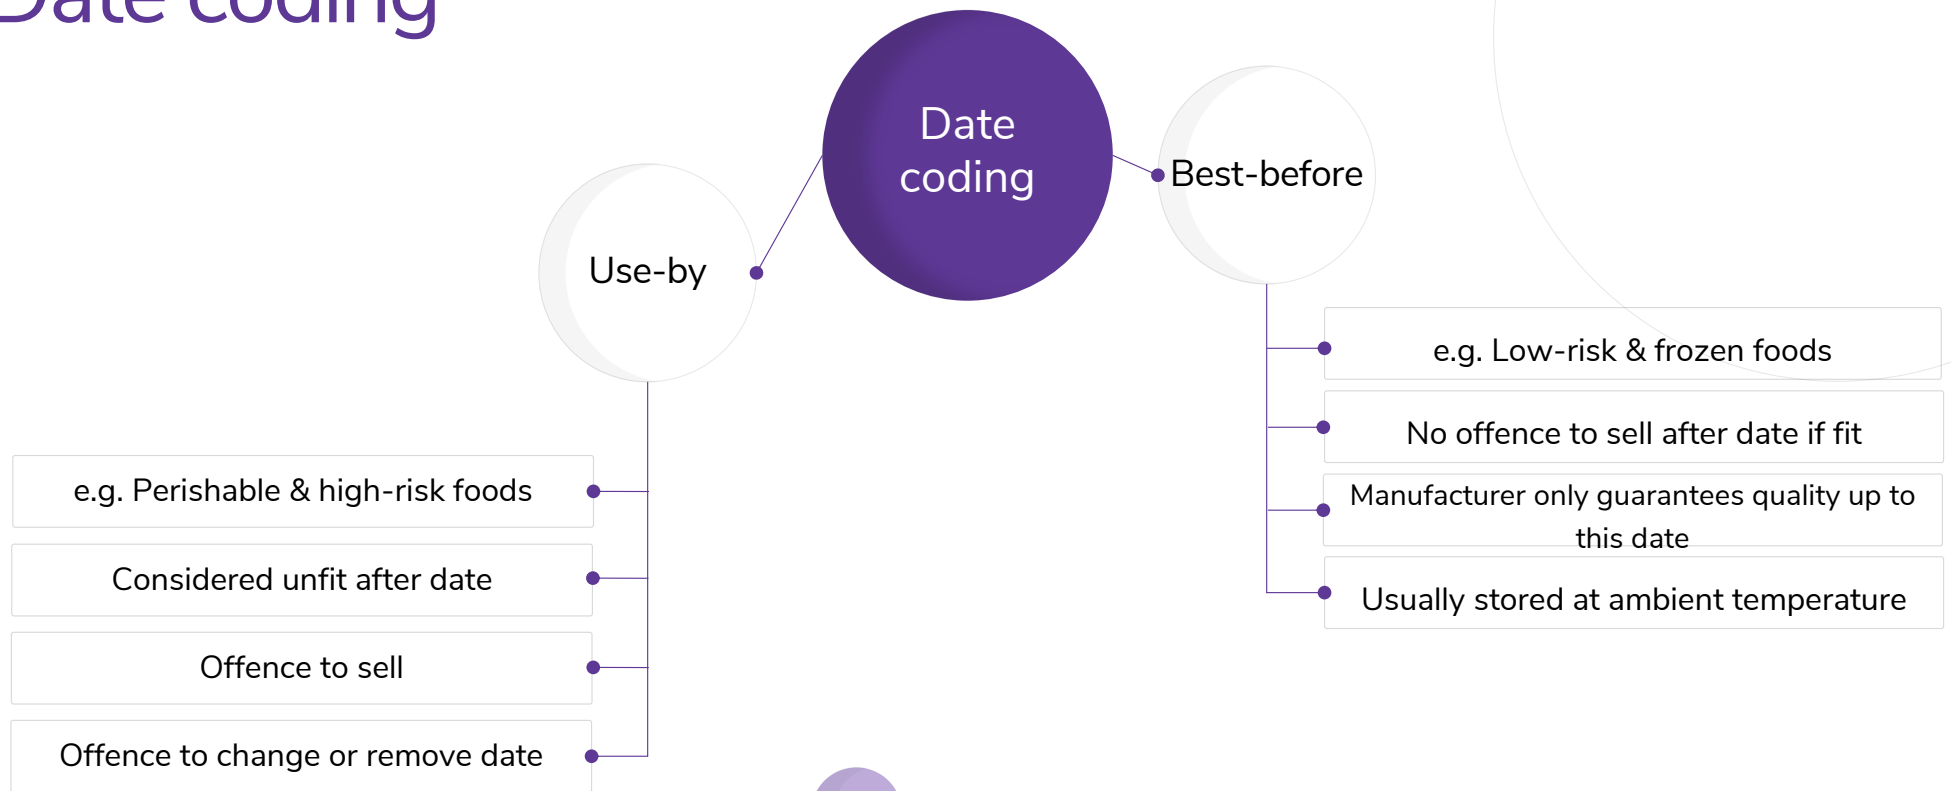 Date coding
Date
coding
Use-by
e.g. Perishable & high-risk foods
Considered unfit after date
Offence to sell
Offence to change or remove date
Best-before
e.g. Low-risk & frozen foods
No offence to sell after date if fit
Manufacturer only guarantees quality up to
this date
Usually stored at ambient temperature